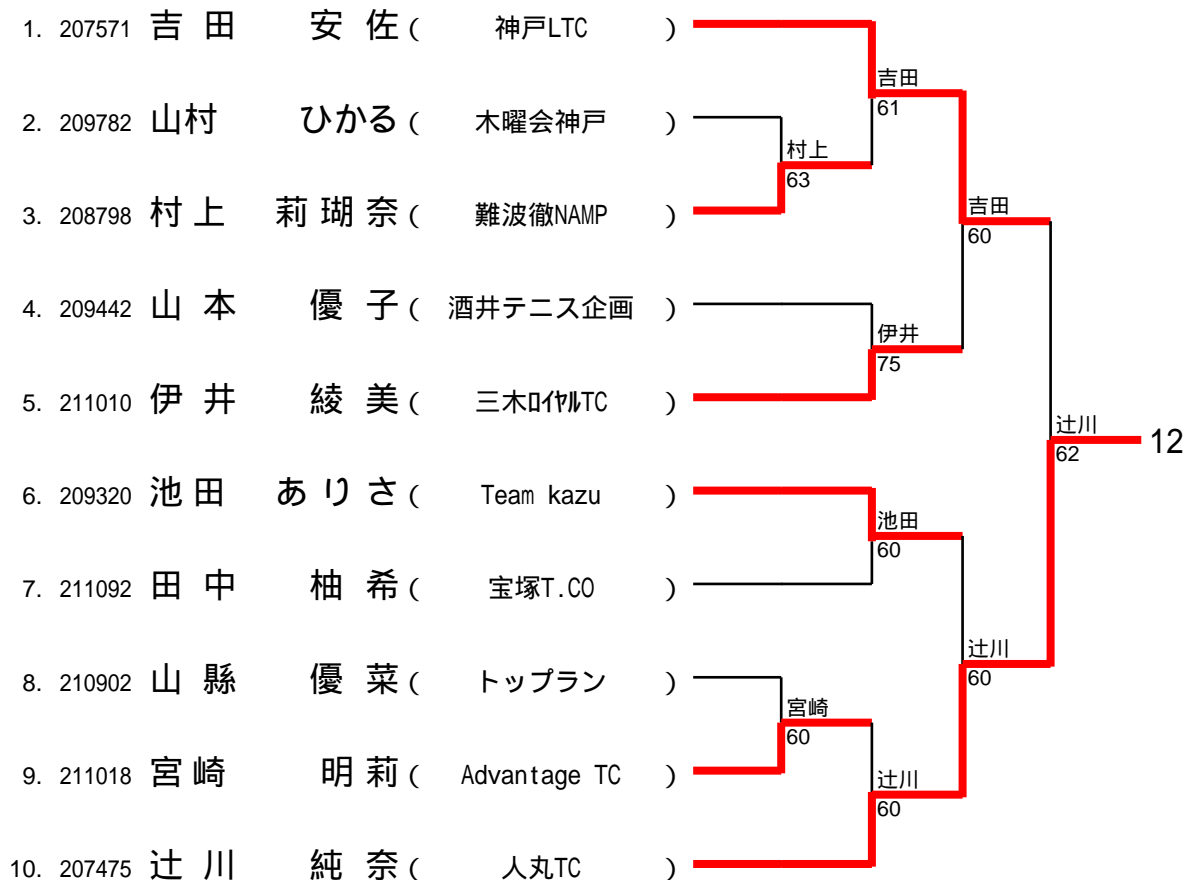 1. 207571 吉田 安佐 ( 神戸LTC )
吉田
61
2. 209782 山村 ひかる ( 木曜会神戸 )
村上
63
3. 208798 村上 莉瑚奈 ( 難波徹NAMP )
吉田
60
4. 209442 山本 優子 ( 酒井テニス企画 )
伊井
75
5. 211010 伊井 綾美 ( 三木ロイヤルTC )
辻川
62
12
6. 209320 池田 ありさ ( Team kazu )
池田
60
7. 211092 田中 柚希 ( 宝塚T.CO )
辻川
60
8. 210902 山縣 優菜 ( トップラン )
宮崎
60
9. 211018 宮崎 明莉 ( Advantage TC )
辻川
60
10. 207475 辻川 純奈 ( 人丸TC )